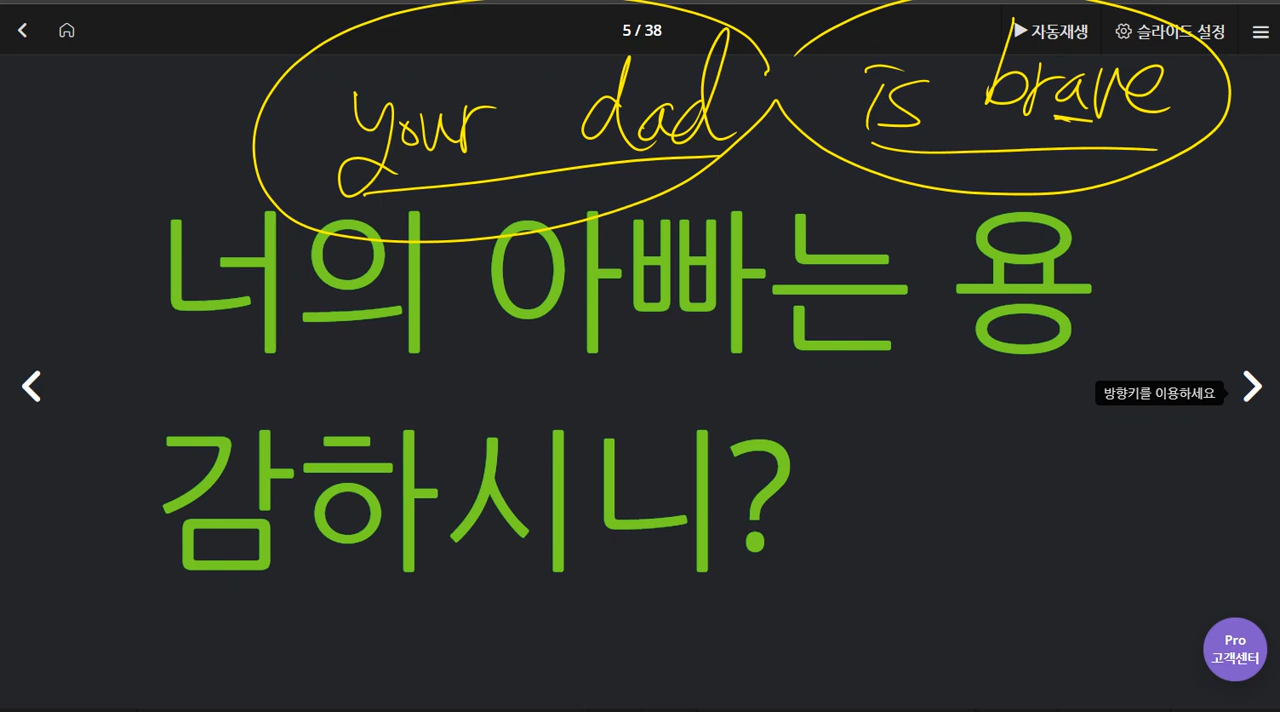 5 / 38
▶ 자동재생
슬라이드 설정
your dad is brave
너의 아빠는 용
감하시니?
방향키를 이용하세요
Pro
고객센터